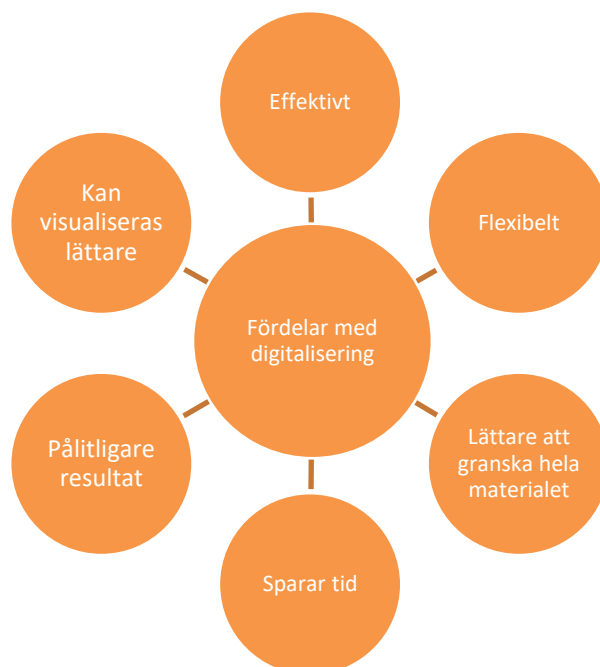 Effektivt
Kan
visualiseras
lättare
Flexibelt
Fördelar med
digitalisering
Pålitligare
resultat
Lättare att
granska hela
materialet
Sparar tid